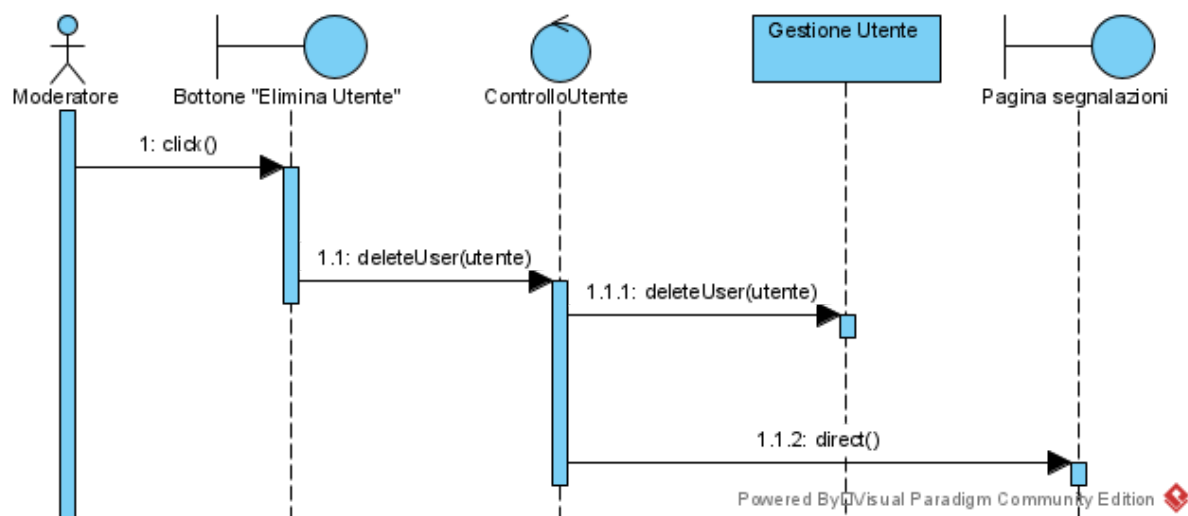 Gestione Utente
Moderatore
Bottone "Elimina Utente"
ControlloUtente
Pagina segnalazioni
1: click()
1.1: deleteUser(utente)
1.1.1: deleteUser(utente)
1.1.2: direct()
Powered By Visual Paradigm Community Edition